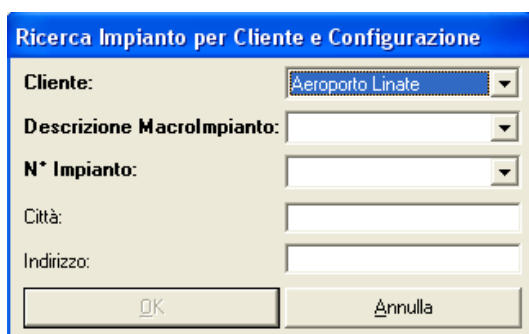 Ricerca Impianto per Cliente e Configurazione
Cliente: Aeroporto Linate
Descrizione MacroImpianto:
N° Impianto:
Città:
Indirizzo:
OK Annulla